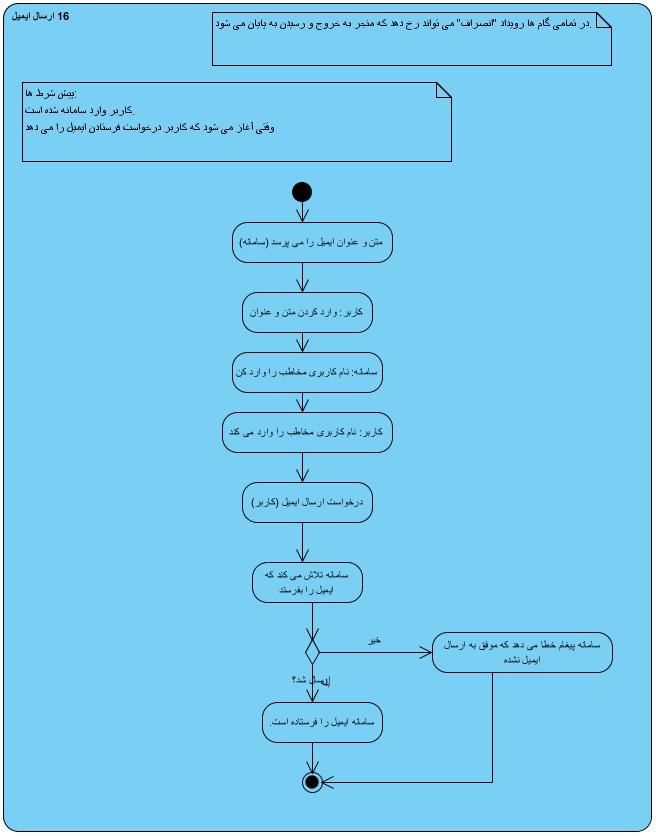 16 ارسال ایمیل
در تمامی گام ها رویداد "انصراف" می تواند رخ دهد که منجر به خروج و رسیدن به پایان می شود.
پیش شرط ها:
کاربر وارد سامانه شده است.
وقتی آغاز می شود که کاربر درخواست فرستادن ایمیل را می دهد
متن و عنوان ایمیل را می پرسد (سامانه)
کاربر : وارد کردن متن و عنوان
سامانه: نام کاربری مخاطب را وارد کن
کاربر: نام کاربری مخاطب را وارد می کند
درخواست ارسال ایمیل (کاربر)
سامانه تلاش می کند که
ایمیل را بفرستد
خیر
سامانه پیغام خطا می دهد که موفق به ارسال
ایمیل نشده
ارسال شد؟
بله
سامانه ایمیل را فرستاده است.